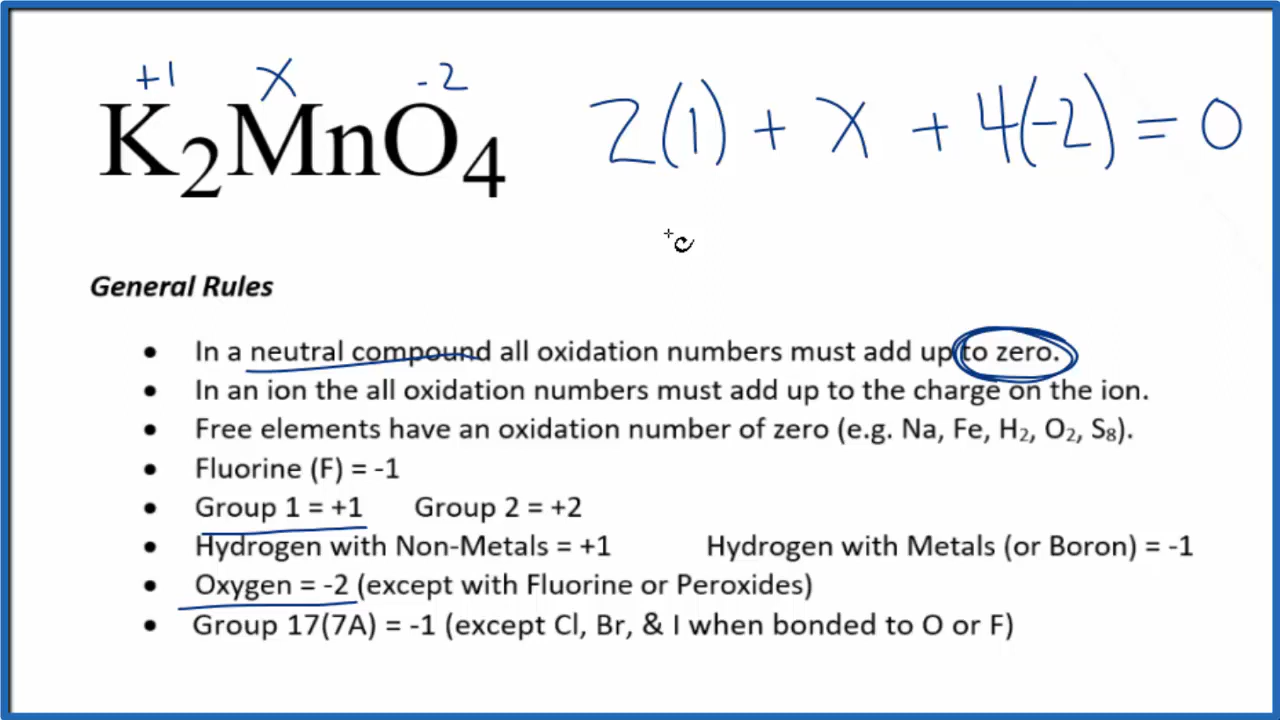 +1 X -2
K₂MnO₄ 2(1) + X + 4(-2) = 0
General Rules
• In a neutral compound all oxidation numbers must add up to zero.
• In an ion the all oxidation numbers must add up to the charge on the ion.
• Free elements have an oxidation number of zero (e.g. Na, Fe, H₂, O₂, S₈).
• Fluorine (F) = -1
• Group 1 = +1 Group 2 = +2
• Hydrogen with Non-Metals = +1 Hydrogen with Metals (or Boron) = -1
• Oxygen = -2 (except with Fluorine or Peroxides)
• Group 17(7A) = -1 (except Cl, Br, & I when bonded to O or F)